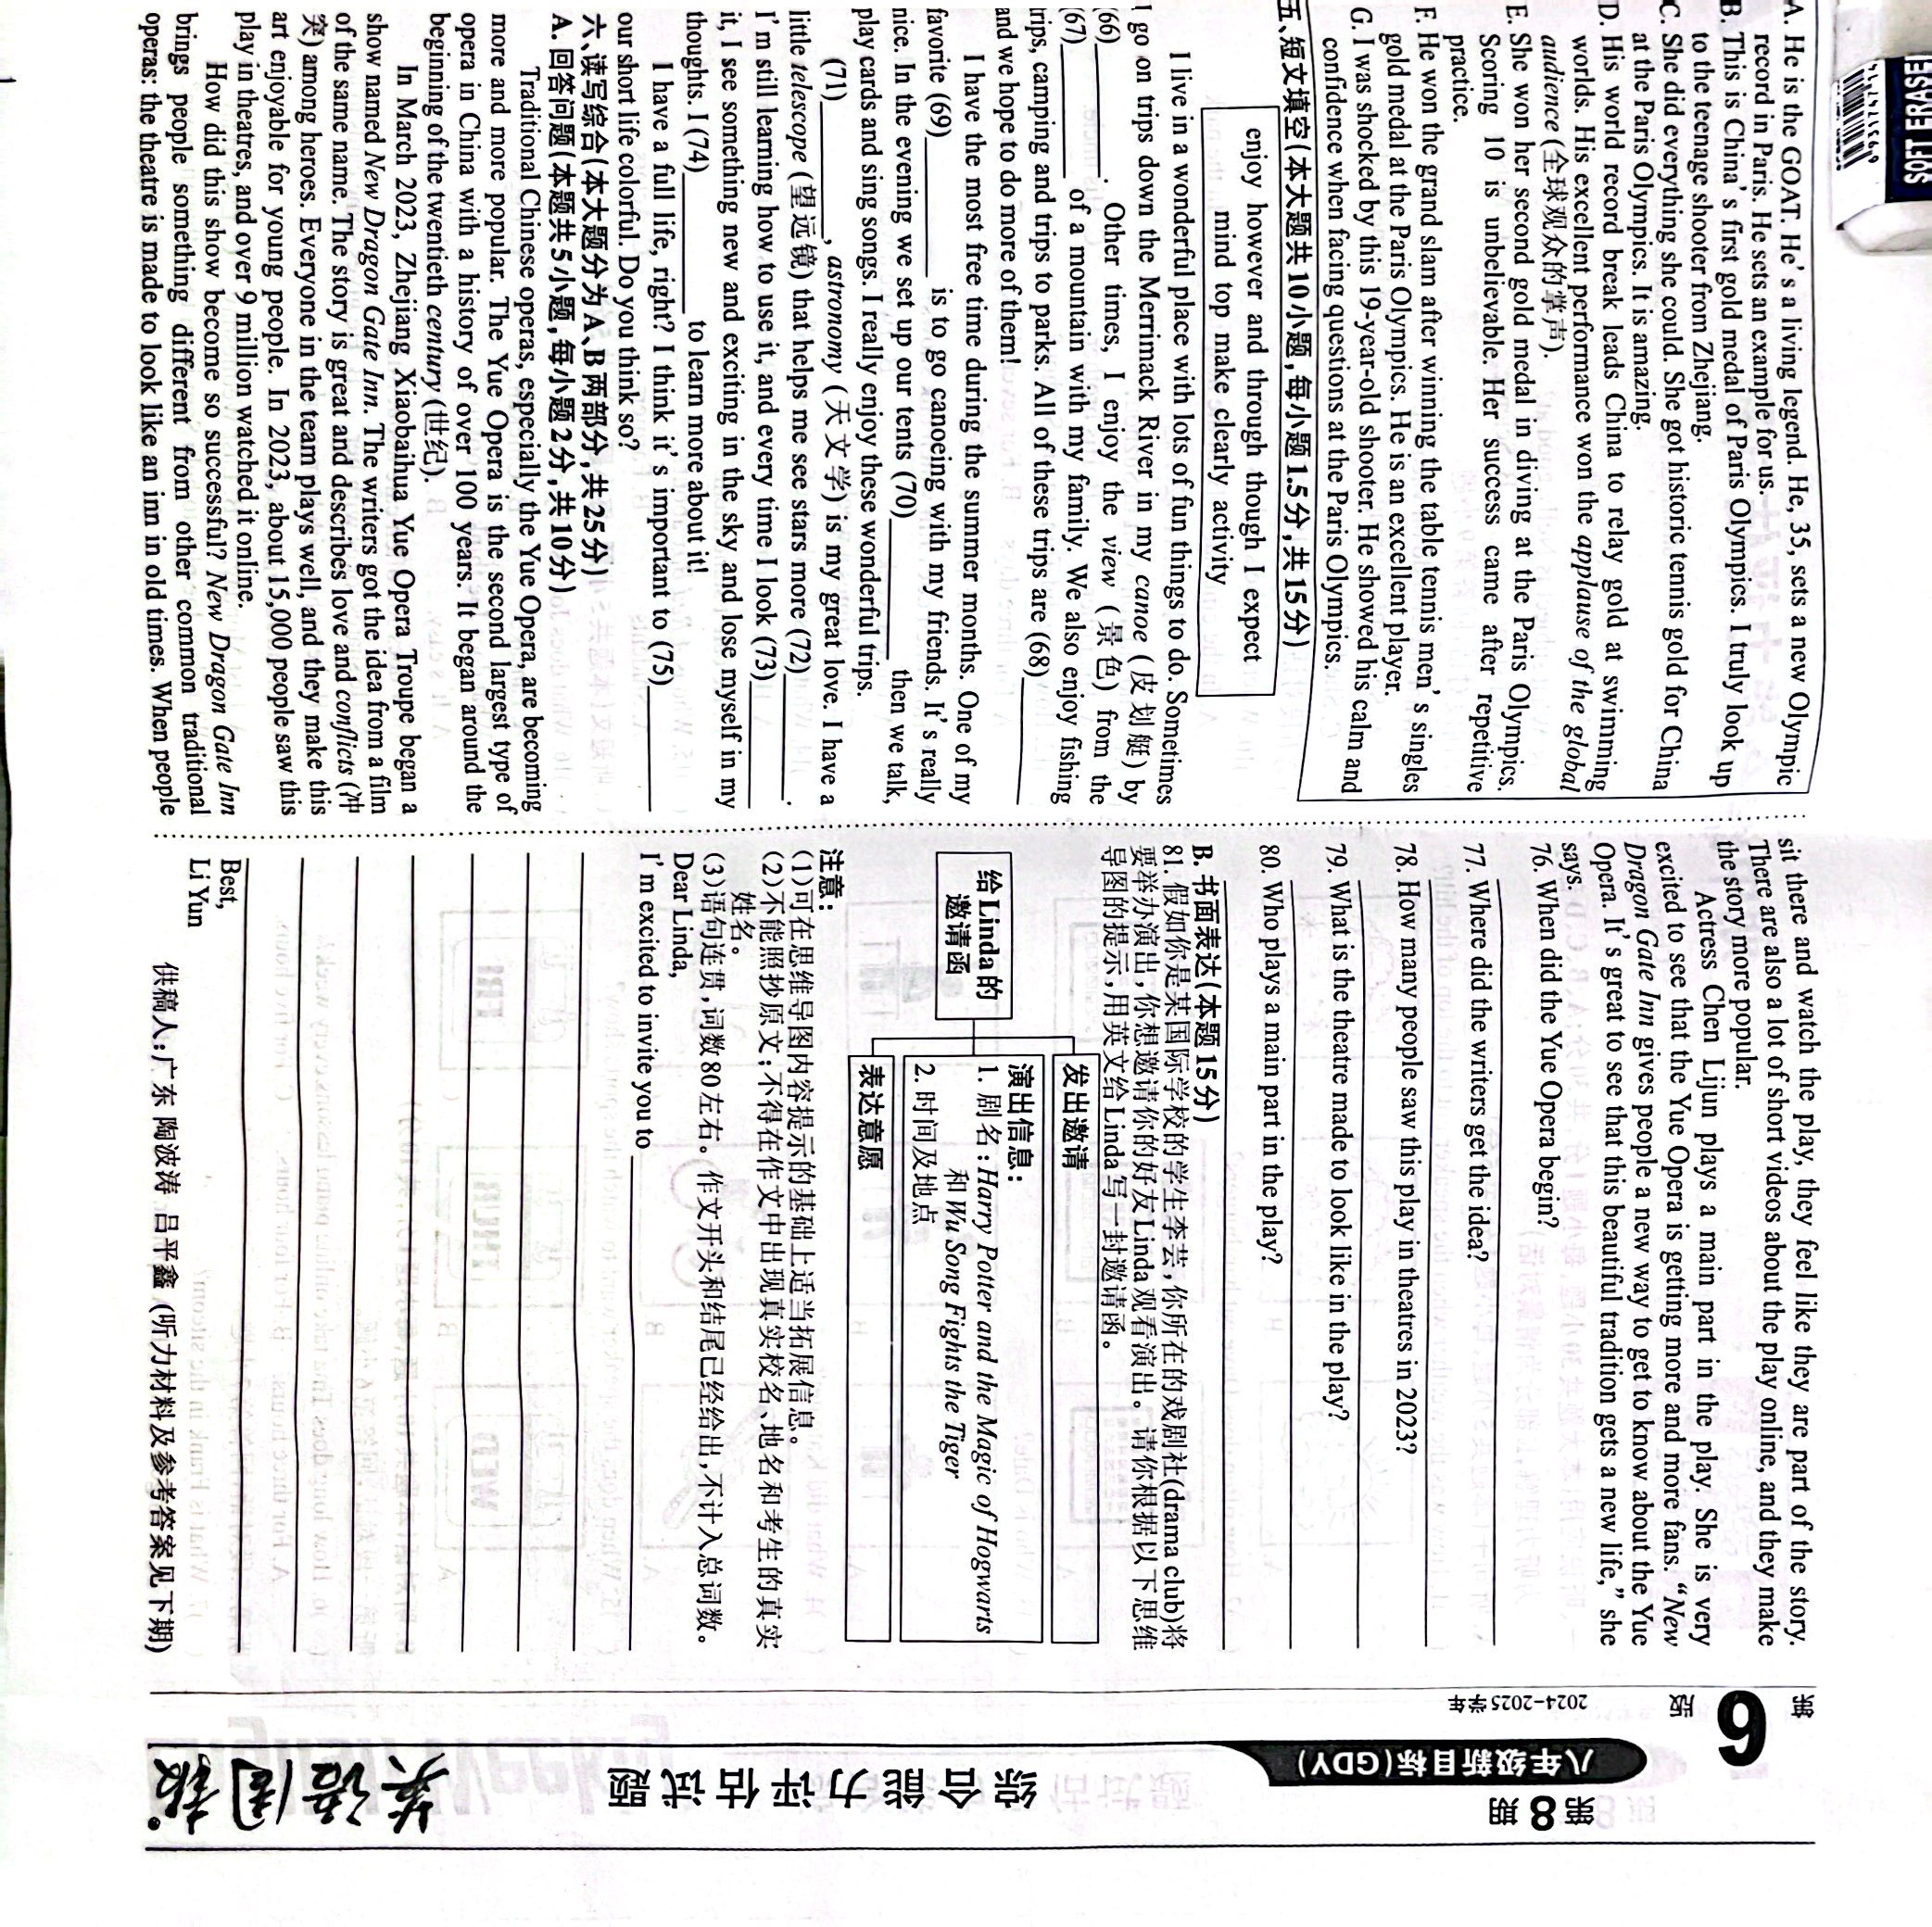 A. He is the GOAT. He's a living legend. He, 35, sets a new Olympic
record in Paris. He sets an example for us.
B. This is China's first gold medal of Paris Olympics. I truly look up
to the teenage shooter from Zhejiang.
C. She did everything she could. She got historic tennis gold for China
at the Paris Olympics. It is amazing.
D. His world record break leads China to relay gold at swimming
worlds. His excellent performance won the applause of the global
audience (全球观众的掌声).
E. She won her second gold medal in diving at the Paris Olympics.
Scoring 10 is unbelievable. Her success came after repetitive
practice.
F. He won the grand slam after winning the table tennis men's singles
gold medal at the Paris Olympics. He is an excellent player.
G. I was shocked by this 19-year-old shooter. He showed his calm and
confidence when facing questions at the Paris Olympics.
五、短文填空(本大题共10小题,每小题1.5分,共15分)
enjoy however and through though I expect
mind top make clearly activity
I live in a wonderful place with lots of fun things to do. Sometimes
I go on trips down the Merrimack River in my canoe (皮划艇) by
(66)______. Other times, I enjoy the view (景色) from the
(67)______ of a mountain with my family. We also enjoy fishing
trips, camping and trips to parks. All of these trips are (68)______
and we hope to do more of them!
I have the most free time during the summer months. One of my
favorite (69)______ is to go canoeing with my friends. It's really
nice. In the evening we set up our tents (70)______ then we talk,
play cards and sing songs. I really enjoy these wonderful trips.
(71)______, astronomy (天文学) is my great love. I have a
little telescope (望远镜) that helps me see stars more (72)______.
I'm still learning how to use it, and every time I look (73)______
it, I see something new and exciting in the sky and lose myself in my
thoughts. I (74)______ to learn more about it!
I have a full life, right? I think it's important to (75)______
our short life colorful. Do you think so?
六、读写综合(本大题分为A、B两部分,共25分)
A. 回答问题(本题共5小题,每小题2分,共10分)
Traditional Chinese operas, especially the Yue Opera, are becoming
more and more popular. The Yue Opera is the second largest type of
opera in China with a history of over 100 years. It began around the
beginning of the twentieth century (世纪).
In March 2023, Zhejiang Xiaobaihua Yue Opera Troupe began a
show named New Dragon Gate Inn. The writers got the idea from a film
of the same name. The story is great and describes love and conflicts (冲
突) among heroes. Everyone in the team plays well, and they make this
art enjoyable for young people. In 2023, about 15,000 people saw this
play in theatres, and over 9 million watched it online.
How did this show become so successful? New Dragon Gate Inn
brings people something different from other common traditional
operas: the theatre is made to look like an inn in old times. When people
sit there and watch the play, they feel like they are part of the story.
There are also a lot of short videos about the play online, and they make
the story more popular.
Actress Chen Lijun plays a main part in the play. She is very
excited to see that the Yue Opera is getting more and more fans. "New
Dragon Gate Inn gives people a new way to get to know about the Yue
Opera. It's great to see that this beautiful tradition gets a new life," she
says.
76. When did the Yue Opera begin?
77. Where did the writers get the idea?
78. How many people saw this play in theatres in 2023?
79. What is the theatre made to look like in the play?
80. Who plays a main part in the play?
B. 书面表达(本题15分)
81. 假如你是某国际学校的学生李芸,你所在的戏剧社(drama club)将
要举办演出,你想邀请你的好友Linda观看演出。请你根据以下思维
导图的提示,用英文给Linda写一封邀请函。
给Linda的
邀请函
发出邀请
演出信息:
1. 剧名:Harry Potter and the Magic of Hogwarts
和Wu Song Fights the Tiger
2. 时间及地点
表达意愿
注意:
(1)可在思维导图内容提示的基础上适当拓展信息。
(2)不能照抄原文;不得在作文中出现真实校名、地名和考生的真实
姓名。
(3)语句连贯,词数80左右。作文开头和结尾已经给出,不计入总词数。
Dear Linda,
I'm excited to invite you to
Best,
Li Yun
供稿人:广东 陶波涛 吕平鑫 (听力材料及参考答案见下期)
第
6
版
2024-2025学年
八年级新目标(GDY)
第8期
综合能力评估试题
英语周报
SOFT ERASE